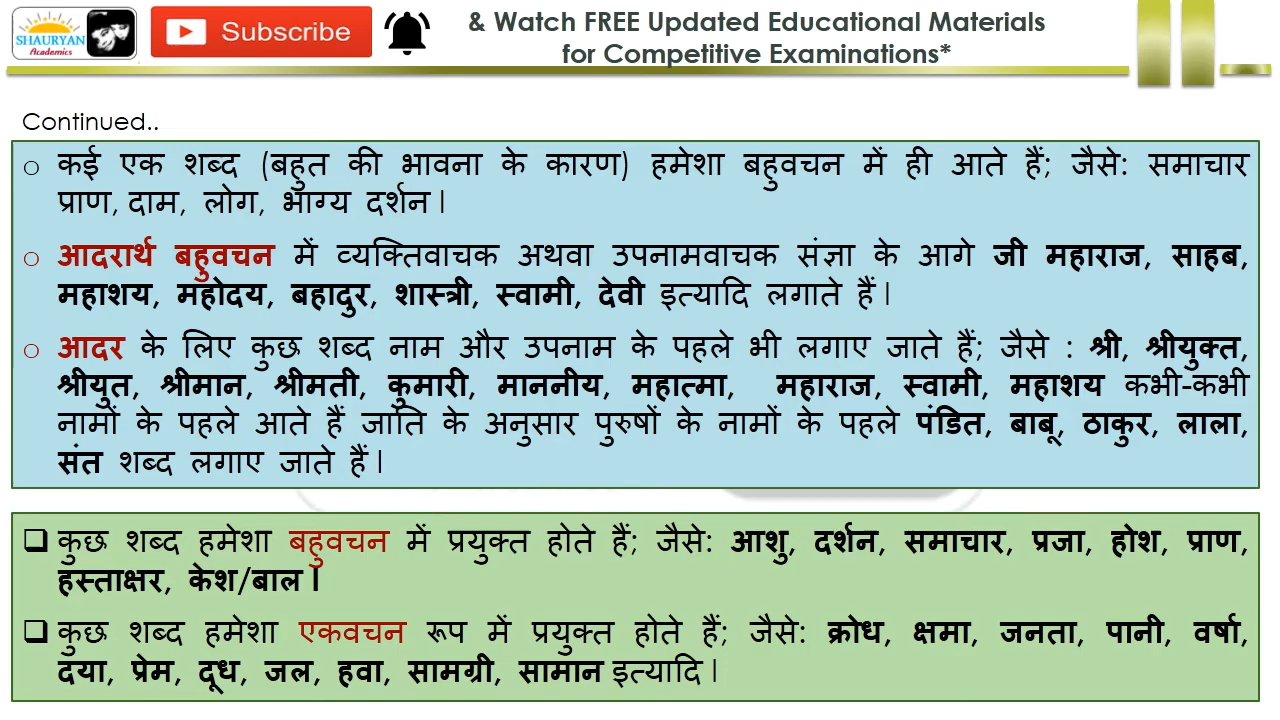 SHAURYAN
Academics
Subscribe
& Watch FREE Updated Educational Materials
for Competitive Examinations*
Continued..
○ कई एक शब्द (बहुत की भावना के कारण) हमेशा बहुवचन में ही आते हैं; जैसे: समाचार
प्राण, दाम, लोग, भाग्य दर्शन।
○ आदरार्थ बहुवचन में व्यक्तिवाचक अथवा उपनामवाचक संज्ञा के आगे जी महाराज, साहब,
महाशय, महोदय, बहादुर, शास्त्री, स्वामी, देवी इत्यादि लगाते हैं।
○ आदर के लिए कुछ शब्द नाम और उपनाम के पहले भी लगाए जाते हैं; जैसे : श्री, श्रीयुक्त,
श्रीयुत, श्रीमान, श्रीमती, कुमारी, माननीय, महात्मा, महाराज, स्वामी, महाशय कभी-कभी
नामों के पहले आते हैं जाति के अनुसार पुरुषों के नामों के पहले पंडित, बाबू, ठाकुर, लाला,
संत शब्द लगाए जाते हैं।
❑ कुछ शब्द हमेशा बहुवचन में प्रयुक्त होते हैं; जैसे: आशु, दर्शन, समाचार, प्रजा, होश, प्राण,
हस्ताक्षर, केश/बाल।
❑ कुछ शब्द हमेशा एकवचन रूप में प्रयुक्त होते हैं; जैसे: क्रोध, क्षमा, जनता, पानी, वर्षा,
दया, प्रेम, दूध, जल, हवा, सामग्री, सामान इत्यादि।